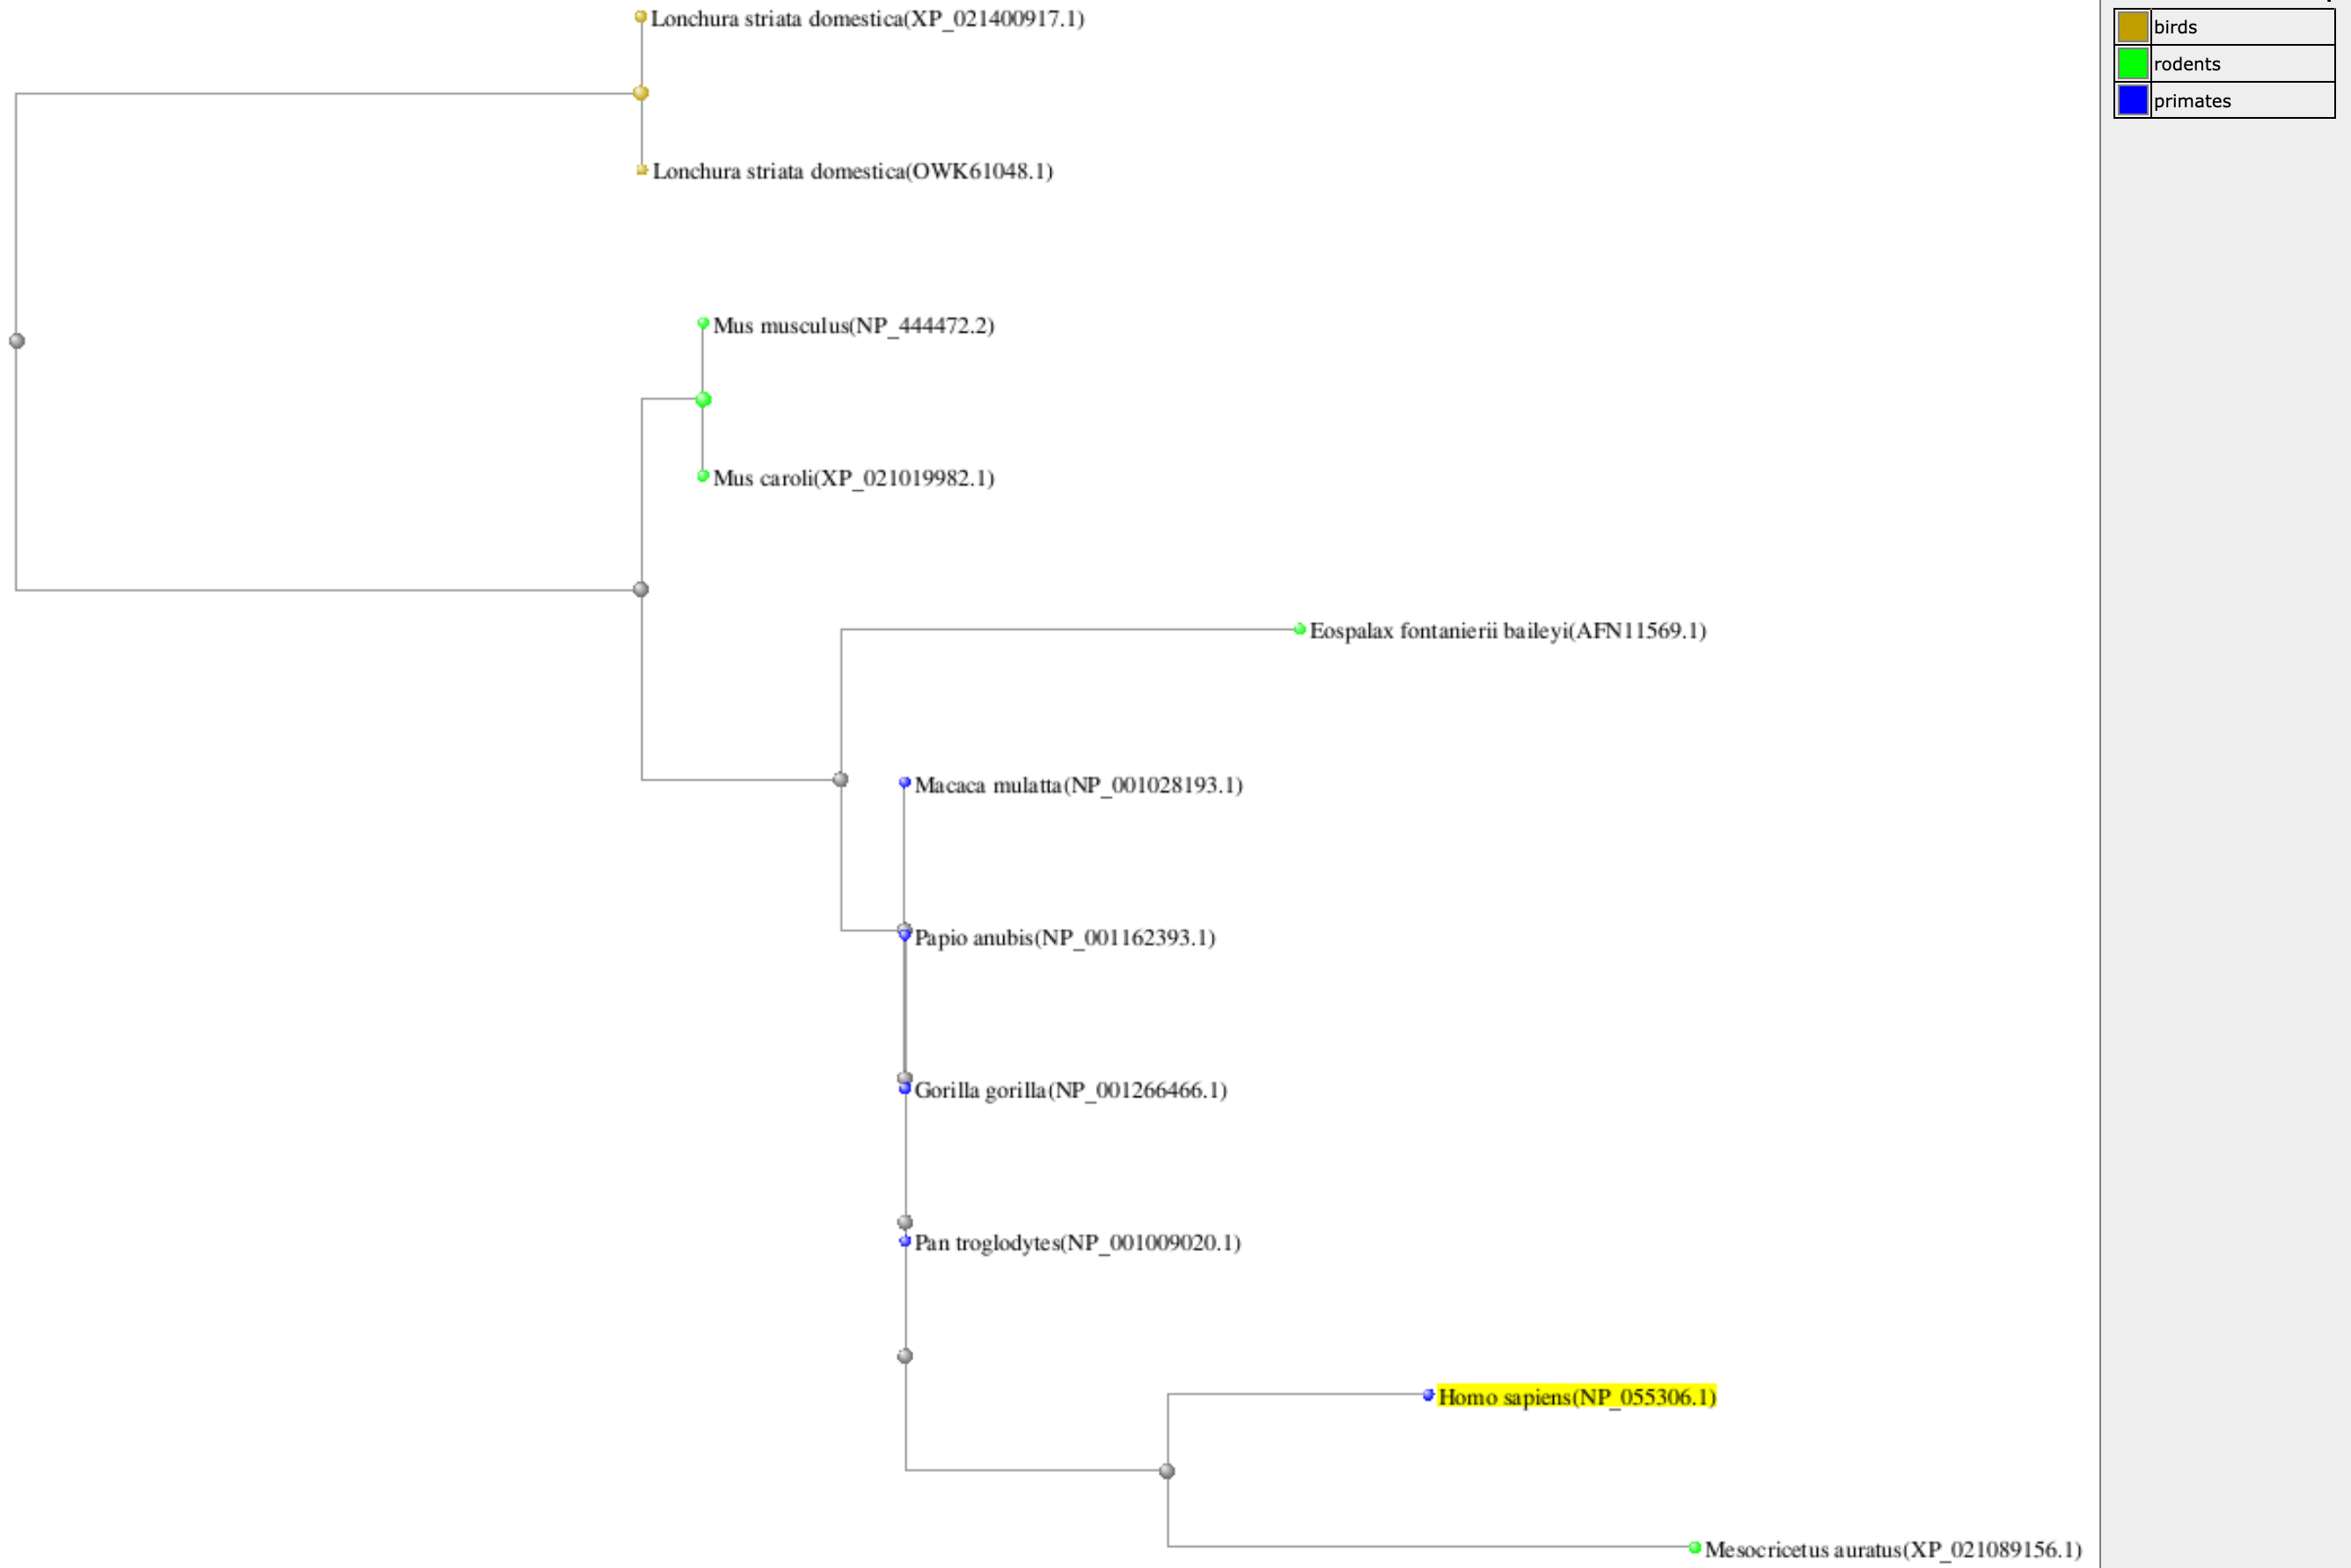 Lonchura striata domestica(XP_021400917.1)
Lonchura striata domestica(OWK61048.1)
Mus musculus(NP_444472.2)
Mus caroli(XP_021019982.1)
Eospalax fontanierii baileyi(AFN11569.1)
Macaca mulatta(NP_001028193.1)
Papio anubis(NP_001162393.1)
Gorilla gorilla(NP_001266466.1)
Pan troglodytes(NP_001009020.1)
Homo sapiens(NP_055306.1)
Mesocricetus auratus(XP_021089156.1)
birds
rodents
primates